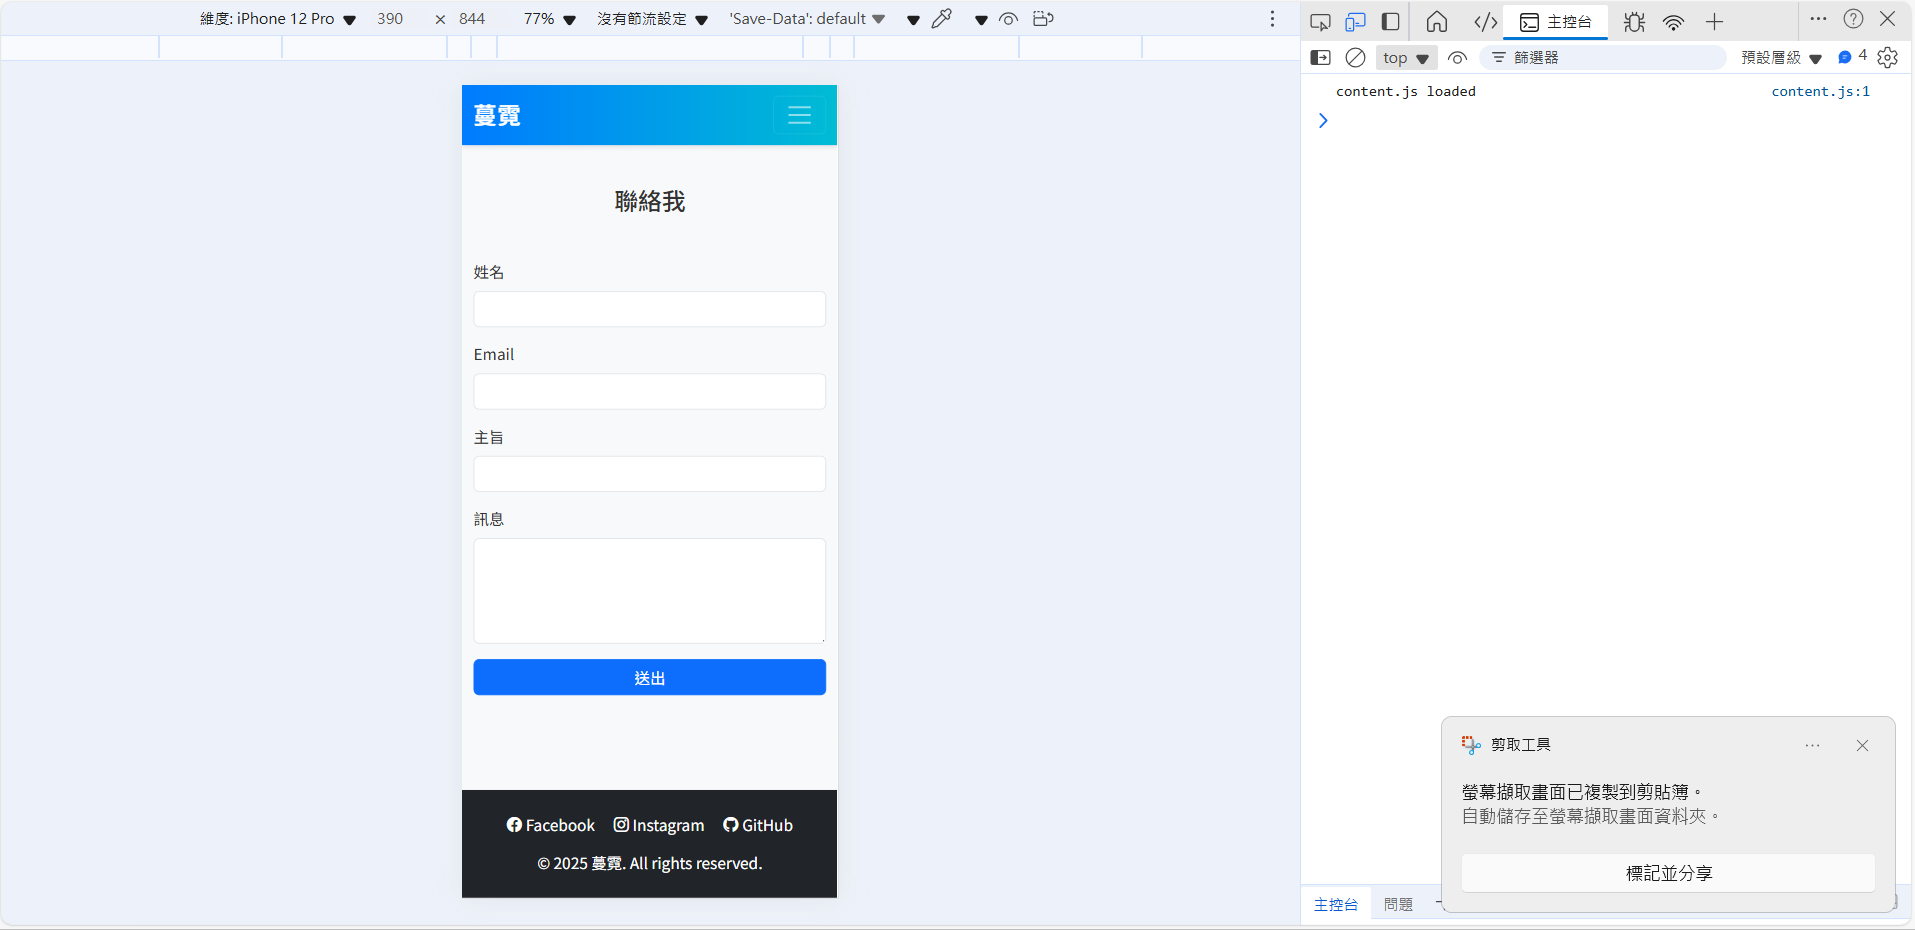 維度: iPhone 12 Pro 390 × 844 77% 沒有節流設定 'Save-Data': default
蔓霓
聯絡我
姓名
Email
主旨
訊息
送出
Facebook Instagram GitHub
© 2025 蔓霓. All rights reserved.
主控台
top 篩選器 預設層級 4
content.js loaded content.js:1
剪取工具
螢幕擷取畫面已複製到剪貼簿。
自動儲存至螢幕擷取畫面資料夾。
標記並分享
主控台 問題